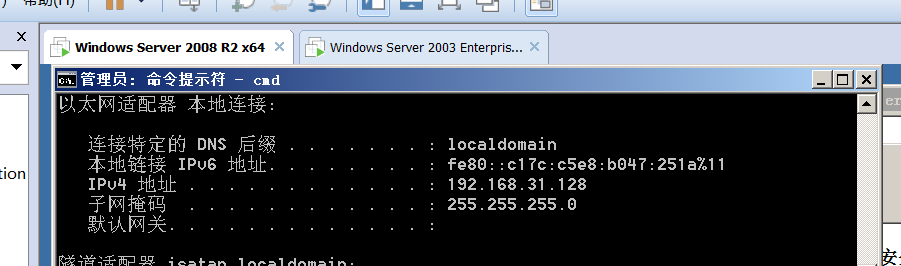 帮助(H)
Windows Server 2008 R2 x64
Windows Server 2003 Enterpris...
管理员: 命令提示符 - cmd
以太网适配器 本地连接:
连接特定的 DNS 后缀 . . . . . . . : localdomain
本地链接 IPv6 地址. . . . . . . . : fe80::c17c:c5e8:b047:251a%11
IPv4 地址 . . . . . . . . . . . . : 192.168.31.128
子网掩码 . . . . . . . . . . . . : 255.255.255.0
默认网关. . . . . . . . . . . . . :
隧道适配器 isatap.localdomain:
tion
er
安全